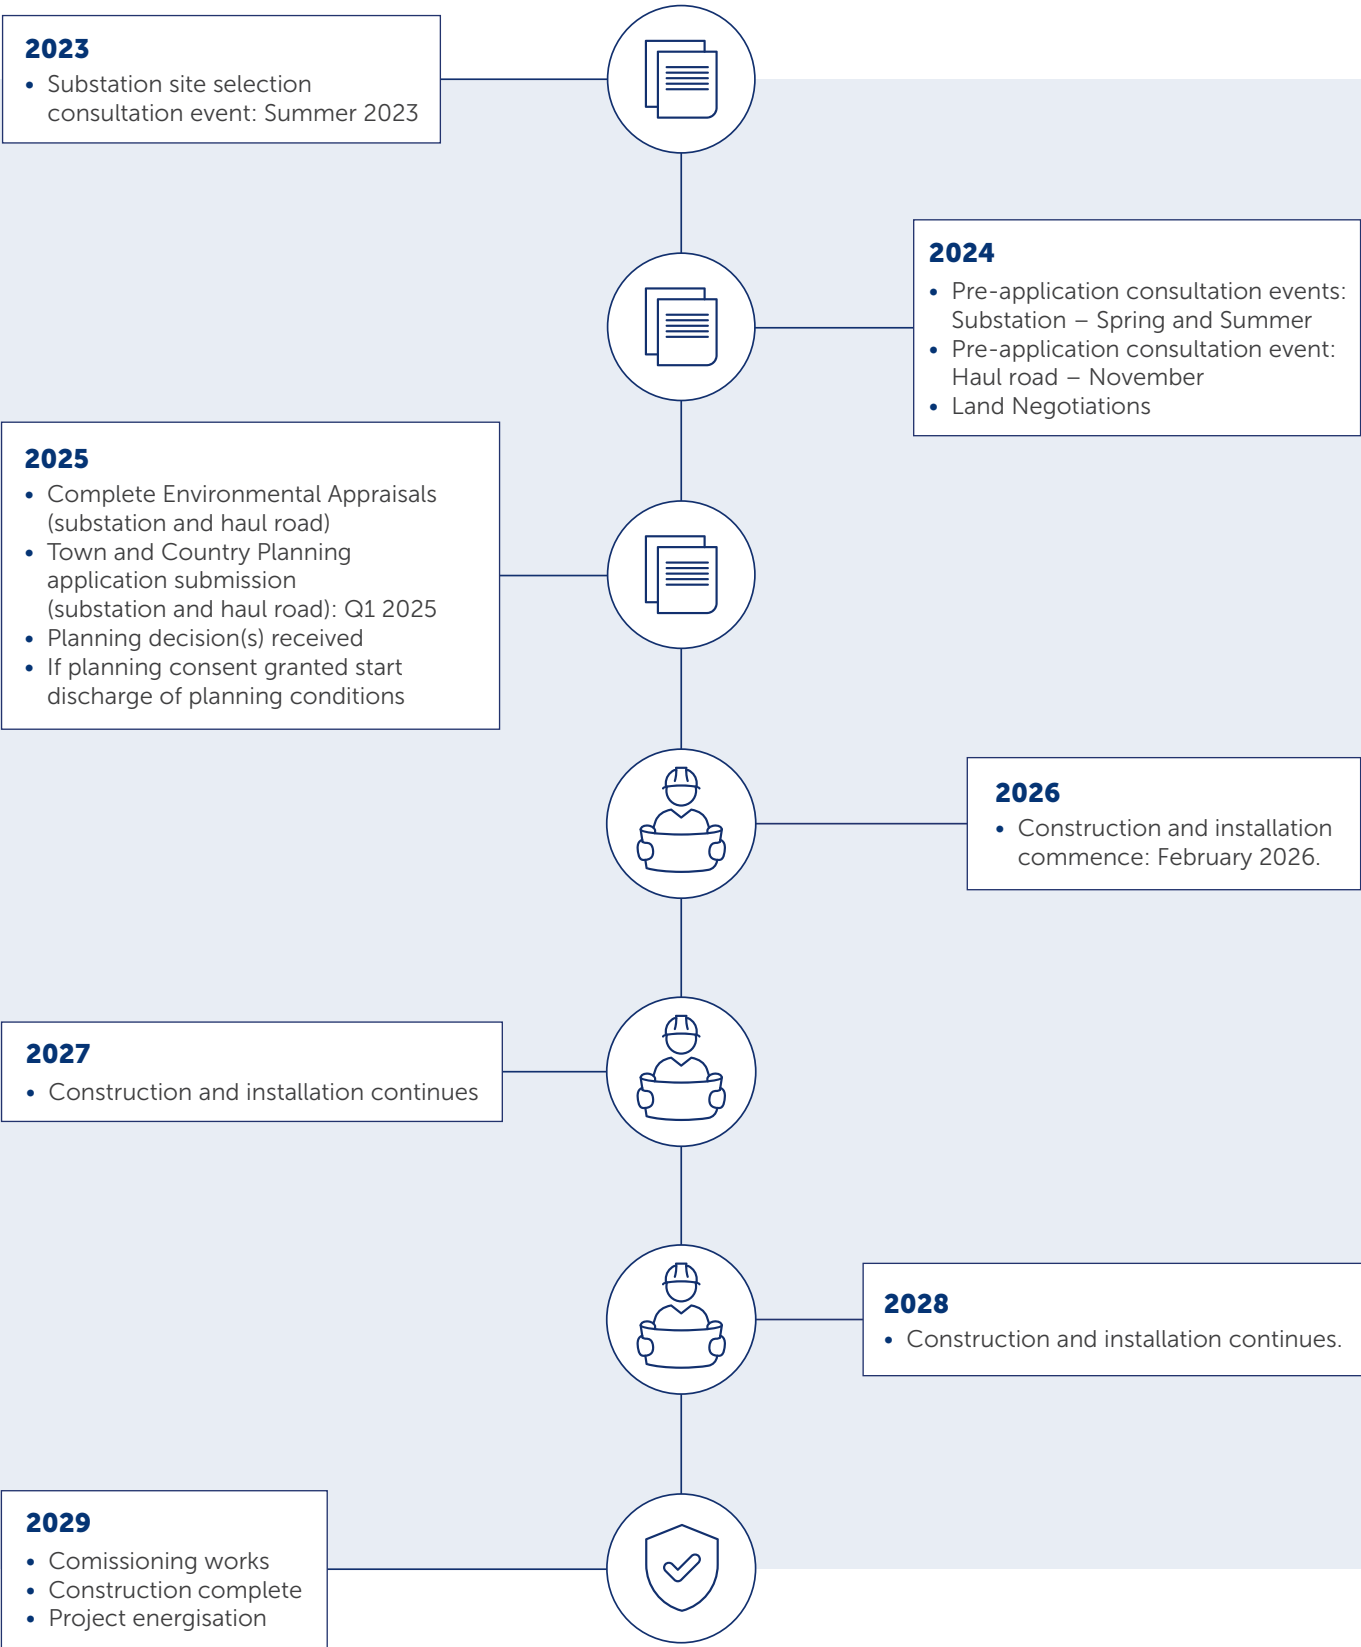 2023
• Substation site selection
consultation event: Summer 2023
2024
• Pre-application consultation events:
Substation – Spring and Summer
• Pre-application consultation event:
Haul road – November
• Land Negotiations
2025
• Complete Environmental Appraisals
(substation and haul road)
• Town and Country Planning
application submission
(substation and haul road): Q1 2025
• Planning decision(s) received
• If planning consent granted start
discharge of planning conditions
2026
• Construction and installation
commence: February 2026.
2027
• Construction and installation continues
2028
• Construction and installation continues.
2029
• Comissioning works
• Construction complete
• Project energisation